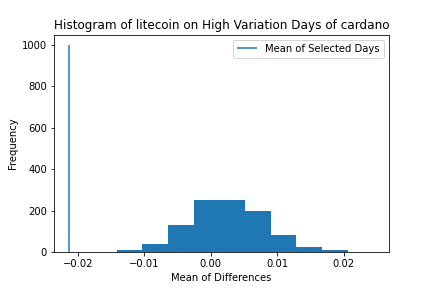 Histogram of litecoin on High Variation Days of cardano
Mean of Selected Days
1000
800
600
400
200
0
Frequency
−0.02 −0.01 0.00 0.01 0.02
Mean of Differences